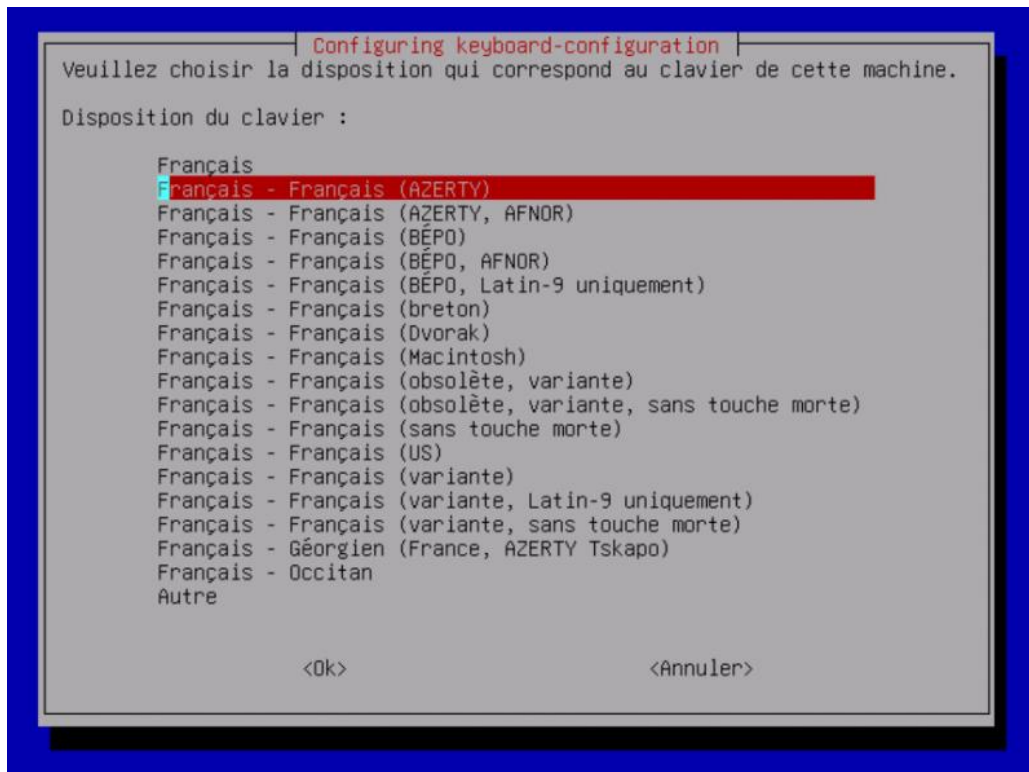 Configuring keyboard-configuration
Veuillez choisir la disposition qui correspond au clavier de cette machine.
Disposition du clavier :
Français
Français - Français (AZERTY)
Français - Français (AZERTY, AFNOR)
Français - Français (BÉPO)
Français - Français (BÉPO, AFNOR)
Français - Français (BÉPO, Latin-9 uniquement)
Français - Français (breton)
Français - Français (Dvorak)
Français - Français (Macintosh)
Français - Français (obsolète, variante)
Français - Français (obsolète, variante, sans touche morte)
Français - Français (sans touche morte)
Français - Français (US)
Français - Français (variante)
Français - Français (variante, Latin-9 uniquement)
Français - Français (variante, sans touche morte)
Français - Géorgien (France, AZERTY Tskapo)
Français - Occitan
Autre
<Ok> <Annuler>